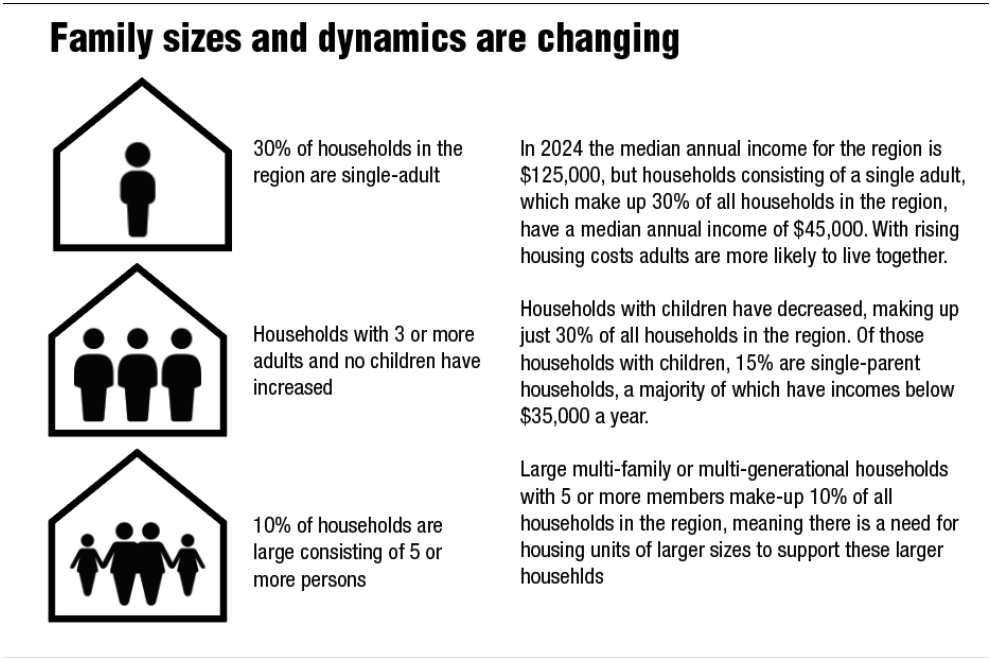 Family sizes and dynamics are changing
30% of households in the
region are single-adult
In 2024 the median annual income for the region is
$125,000, but households consisting of a single adult,
which make up 30% of all households in the region,
have a median annual income of $45,000. With rising
housing costs adults are more likely to live together.
Households with 3 or more
adults and no children have
increased
Households with children have decreased, making up
just 30% of all households in the region. Of those
households with children, 15% are single-parent
households, a majority of which have incomes below
$35,000 a year.
10% of households are
large consisting of 5 or
more persons
Large multi-family or multi-generational households
with 5 or more members make-up 10% of all
households in the region, meaning there is a need for
housing units of larger sizes to support these larger
househlds